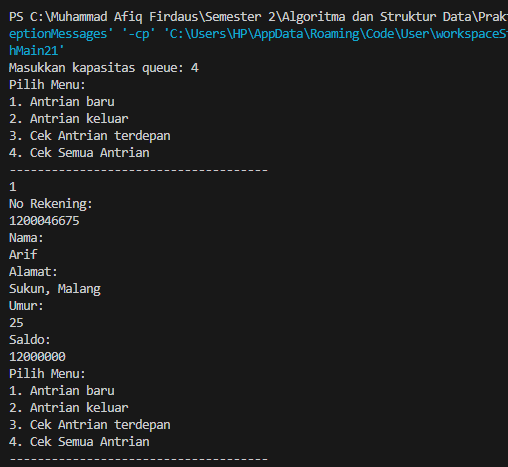 PS C:\Muhammad Afiq Firdaus\Semester 2\Algoritma dan Struktur Data\Prak
eptionMessages' '-cp' 'C:\Users\HP\AppData\Roaming\Code\User\workspaceSt
hMain21'
Masukkan kapasitas queue: 4
Pilih Menu:
1. Antrian baru
2. Antrian keluar
3. Cek Antrian terdepan
4. Cek Semua Antrian
-------------------------------------
1
No Rekening:
1200046675
Nama:
Arif
Alamat:
Sukun, Malang
Umur:
25
Saldo:
12000000
Pilih Menu:
1. Antrian baru
2. Antrian keluar
3. Cek Antrian terdepan
4. Cek Semua Antrian
-------------------------------------